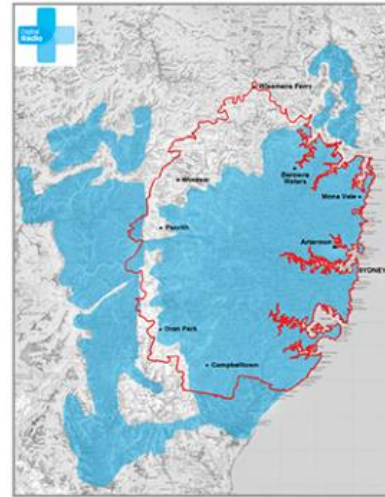 Digital
Radio
Wisemans Ferry
Berowra
Waters
Windsor
Mona Vale
Penrith
Artarmon
SYDNEY
Oran Park
Campbelltown